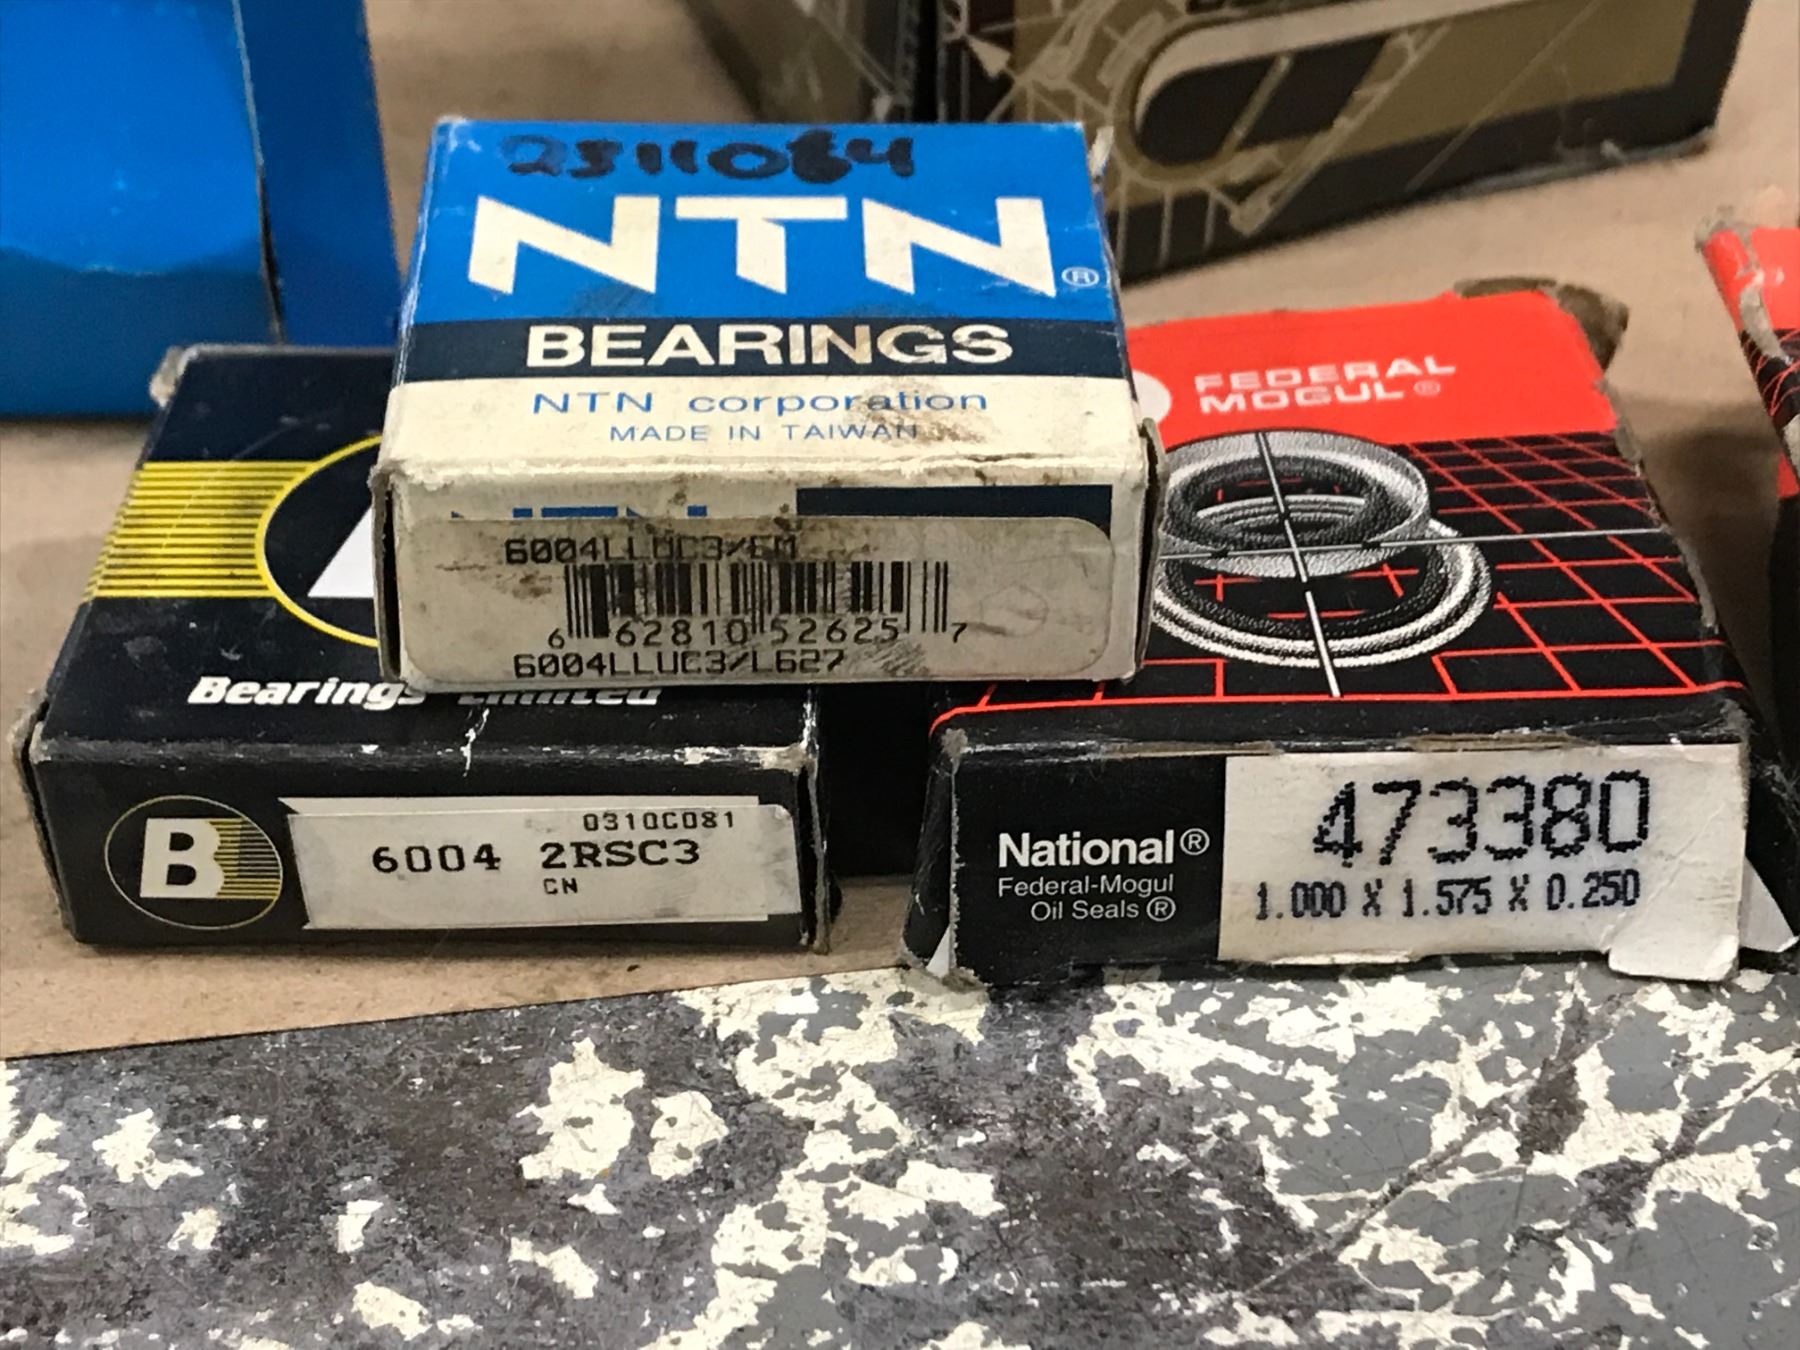 2511084
NTN®
BEARINGS
NTN corporation
MADE IN TAIWAN
6004LLUC3/EM
6 62810 52625 7
6004LLUC3/L627
Bearings Limited
B
0310C081
6004 2RSC3
CN
FEDERAL
MOGUL®
National®
Federal-Mogul
Oil Seals®
473380
1.000 X 1.575 X 0.250